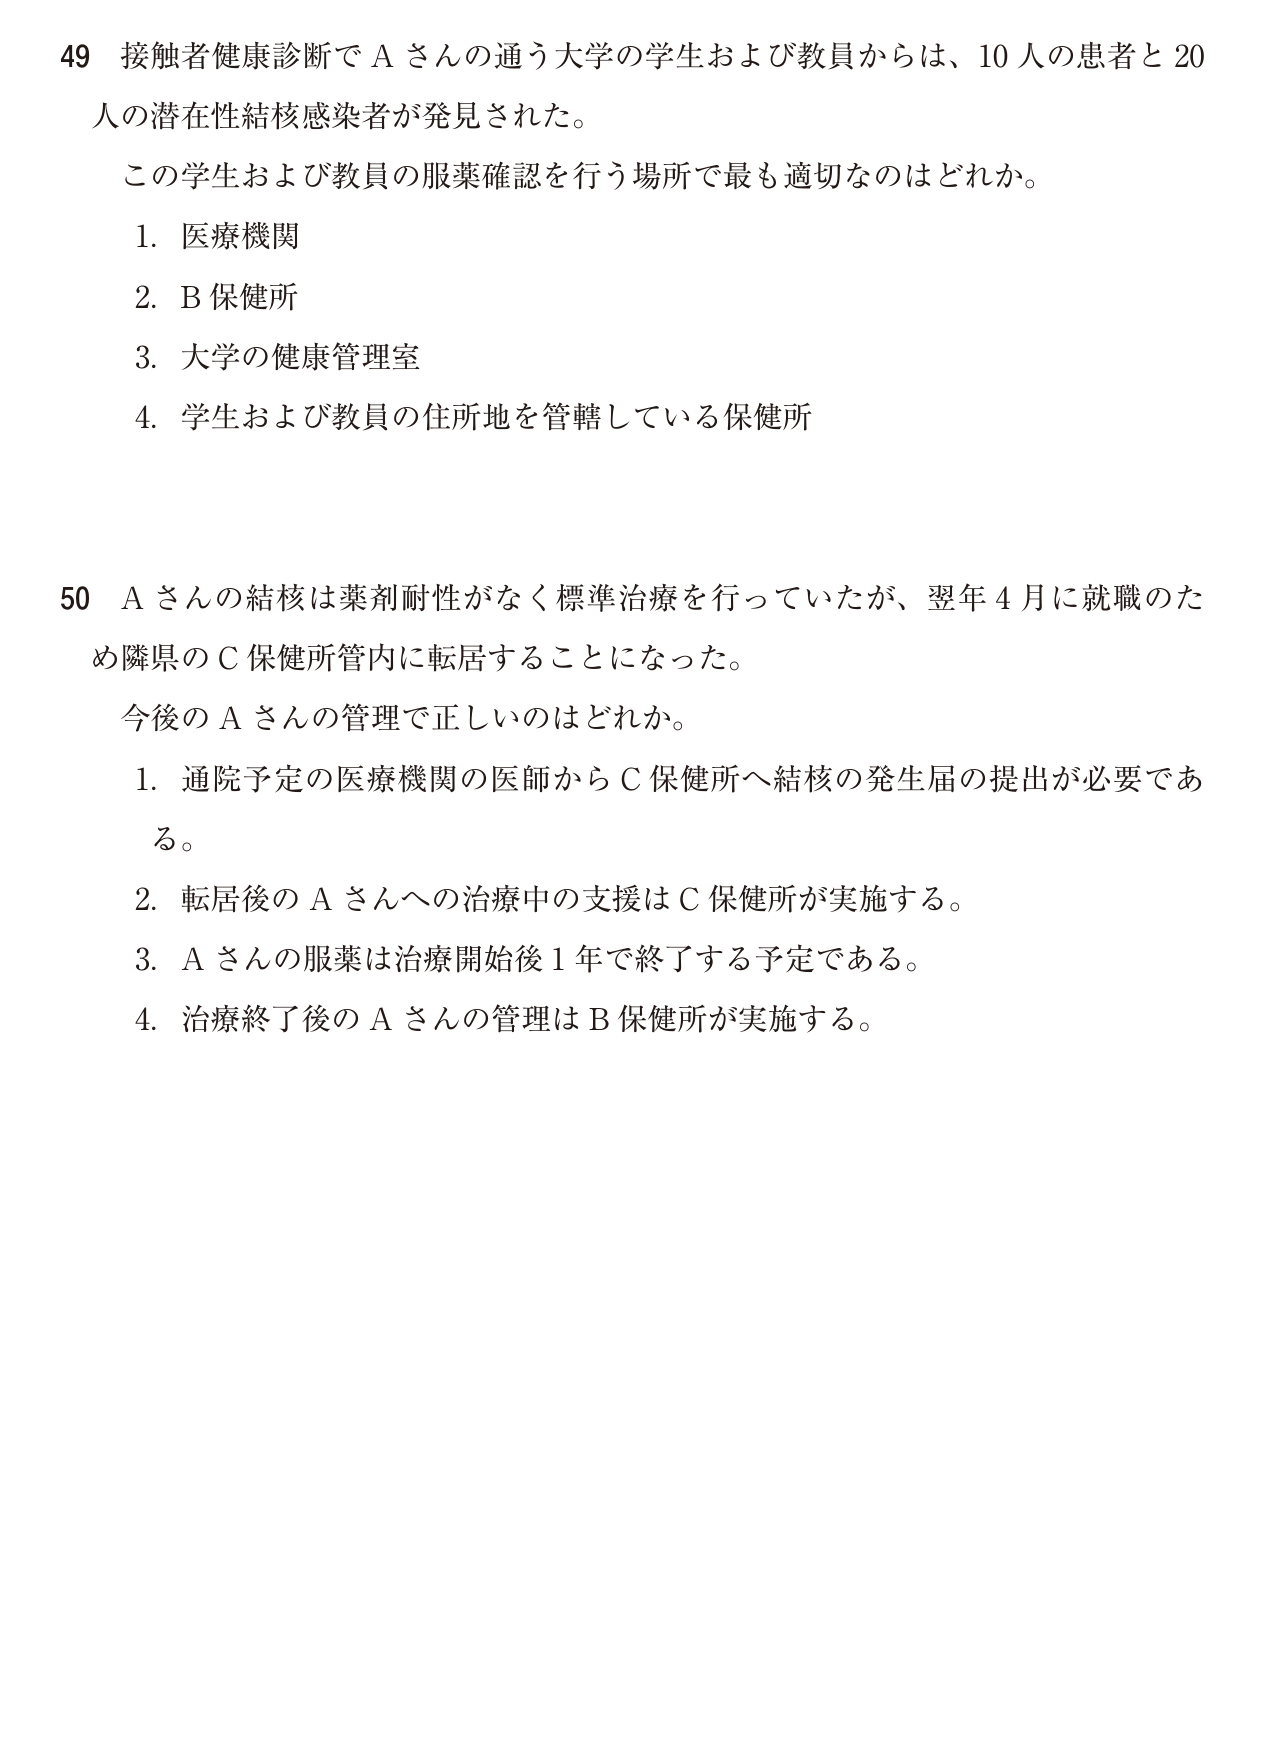 49 接触者健康診断で A さんの通う大学の学生および教員からは、10 人の患者と 20
人の潜在性結核感染者が発見された。
この学生および教員の服薬確認を行う場所で最も適切なのはどれか。
1. 医療機関
2. B 保健所
3. 大学の健康管理室
4. 学生および教員の住所地を管轄している保健所
50 A さんの結核は薬剤耐性がなく標準治療を行っていたが、翌年 4 月に就職のた
め隣県の C 保健所管内に転居することになった。
今後の A さんの管理で正しいのはどれか。
1. 通院予定の医療機関の医師から C 保健所へ結核の発生届の提出が必要であ
る。
2. 転居後の A さんへの治療中の支援は C 保健所が実施する。
3. A さんの服薬は治療開始後 1 年で終了する予定である。
4. 治療終了後の A さんの管理は B 保健所が実施する。